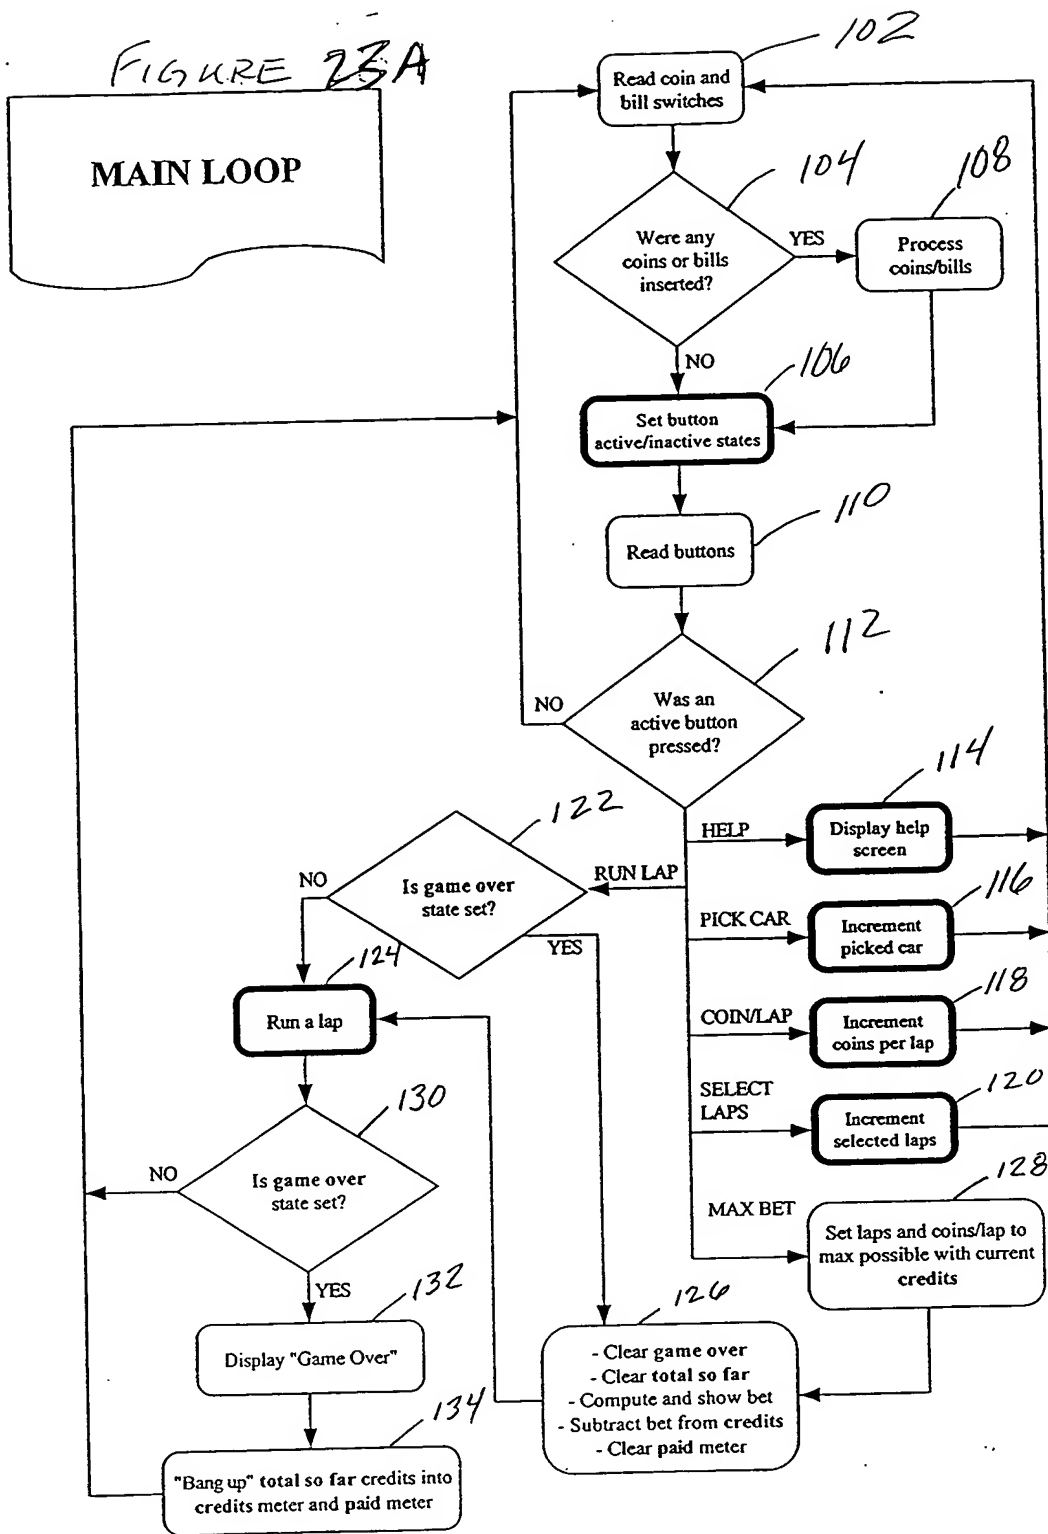 FIGURE 23A
MAIN LOOP
102
Read coin and
bill switches
104
Were any
coins or bills
inserted?
YES
108
Process
coins/bills
NO
106
Set button
active/inactive states
110
Read buttons
112
Was an
active button
pressed?
NO
114
HELP
Display help
screen
122
Is game over
state set?
NO
RUN LAP
YES
116
PICK CAR
Increment
picked car
124
Run a lap
118
COIN/LAP
Increment
coins per lap
120
SELECT
LAPS
Increment
selected laps
130
Is game over
state set?
NO
YES
128
MAX BET
Set laps and coins/lap to
max possible with current
credits
132
Display "Game Over"
126
- Clear game over
- Clear total so far
- Compute and show bet
- Subtract bet from credits
- Clear paid meter
134
"Bang up" total so far credits into
credits meter and paid meter